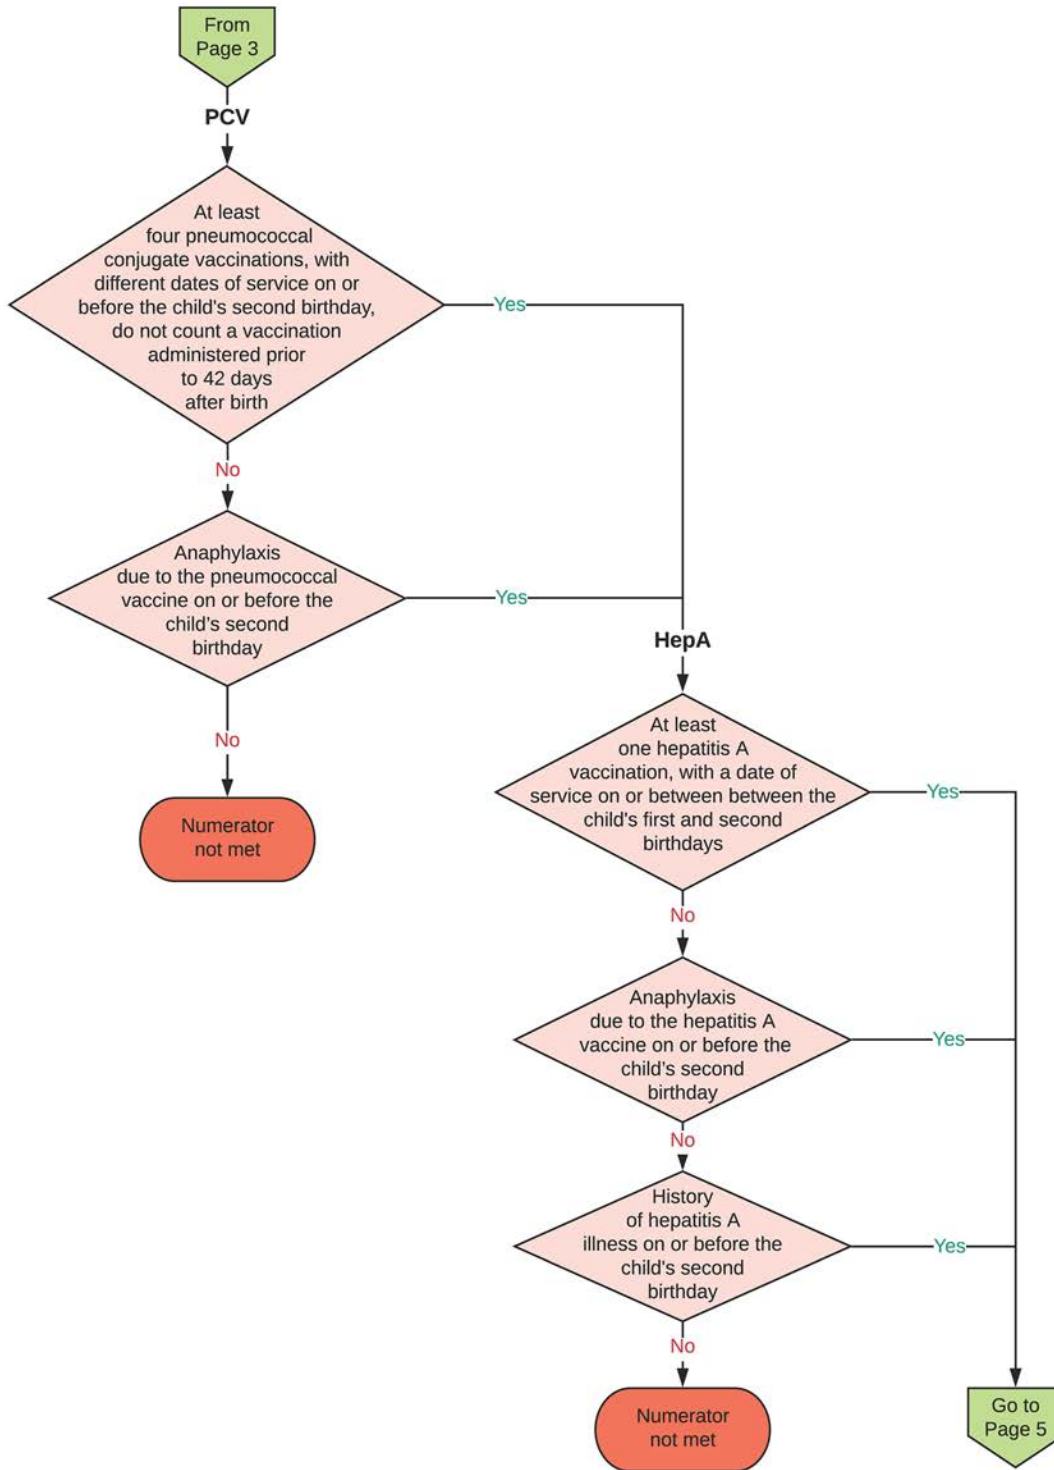 From
Page 3
PCV
At least
four pneumococcal
conjugate vaccinations, with
different dates of service on or
before the child's second birthday,
do not count a vaccination
administered prior
to 42 days
after birth
Yes
No
Anaphylaxis
due to the pneumococcal
vaccine on or before the
child's second
birthday
Yes
No
Numerator
not met
HepA
At least
one hepatitis A
vaccination, with a date of
service on or between between the
child's first and second
birthdays
Yes
No
Anaphylaxis
due to the hepatitis A
vaccine on or before the
child's second
birthday
Yes
No
History
of hepatitis A
illness on or before the
child's second
birthday
Yes
No
Numerator
not met
Go to
Page 5